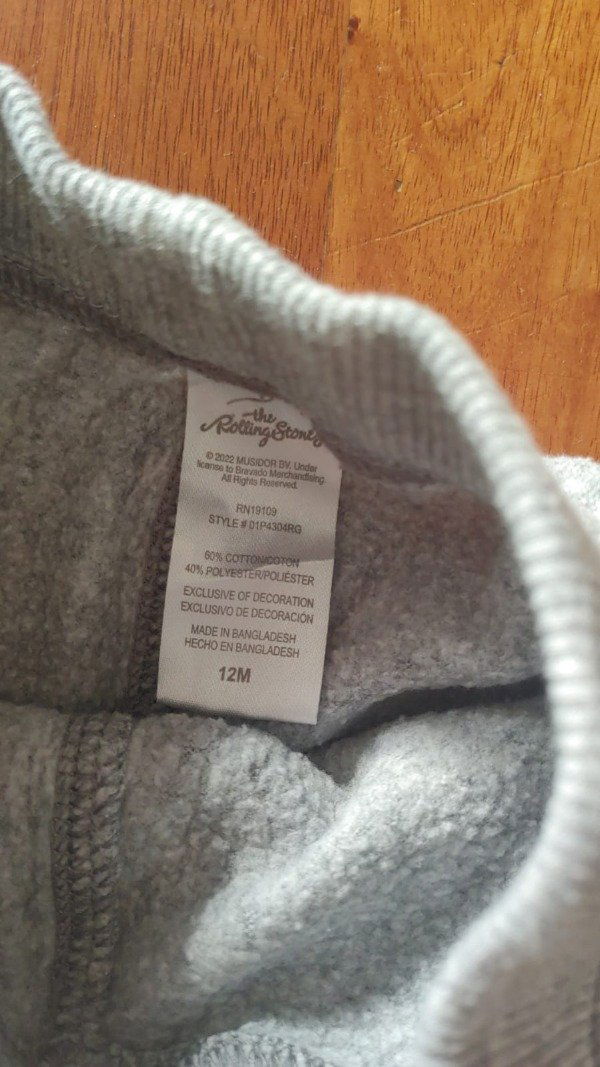 the
Rolling Stones
© 2022 MUSIDOR BV. Under
license to Bravado Merchandising.
All Rights Reserved.
RN19109
STYLE # 01P4304RG
60% COTTON/COTON
40% POLYESTER/POLIÉSTER
EXCLUSIVE OF DECORATION
EXCLUSIVO DE DECORACIÓN
MADE IN BANGLADESH
HECHO EN BANGLADESH
12M